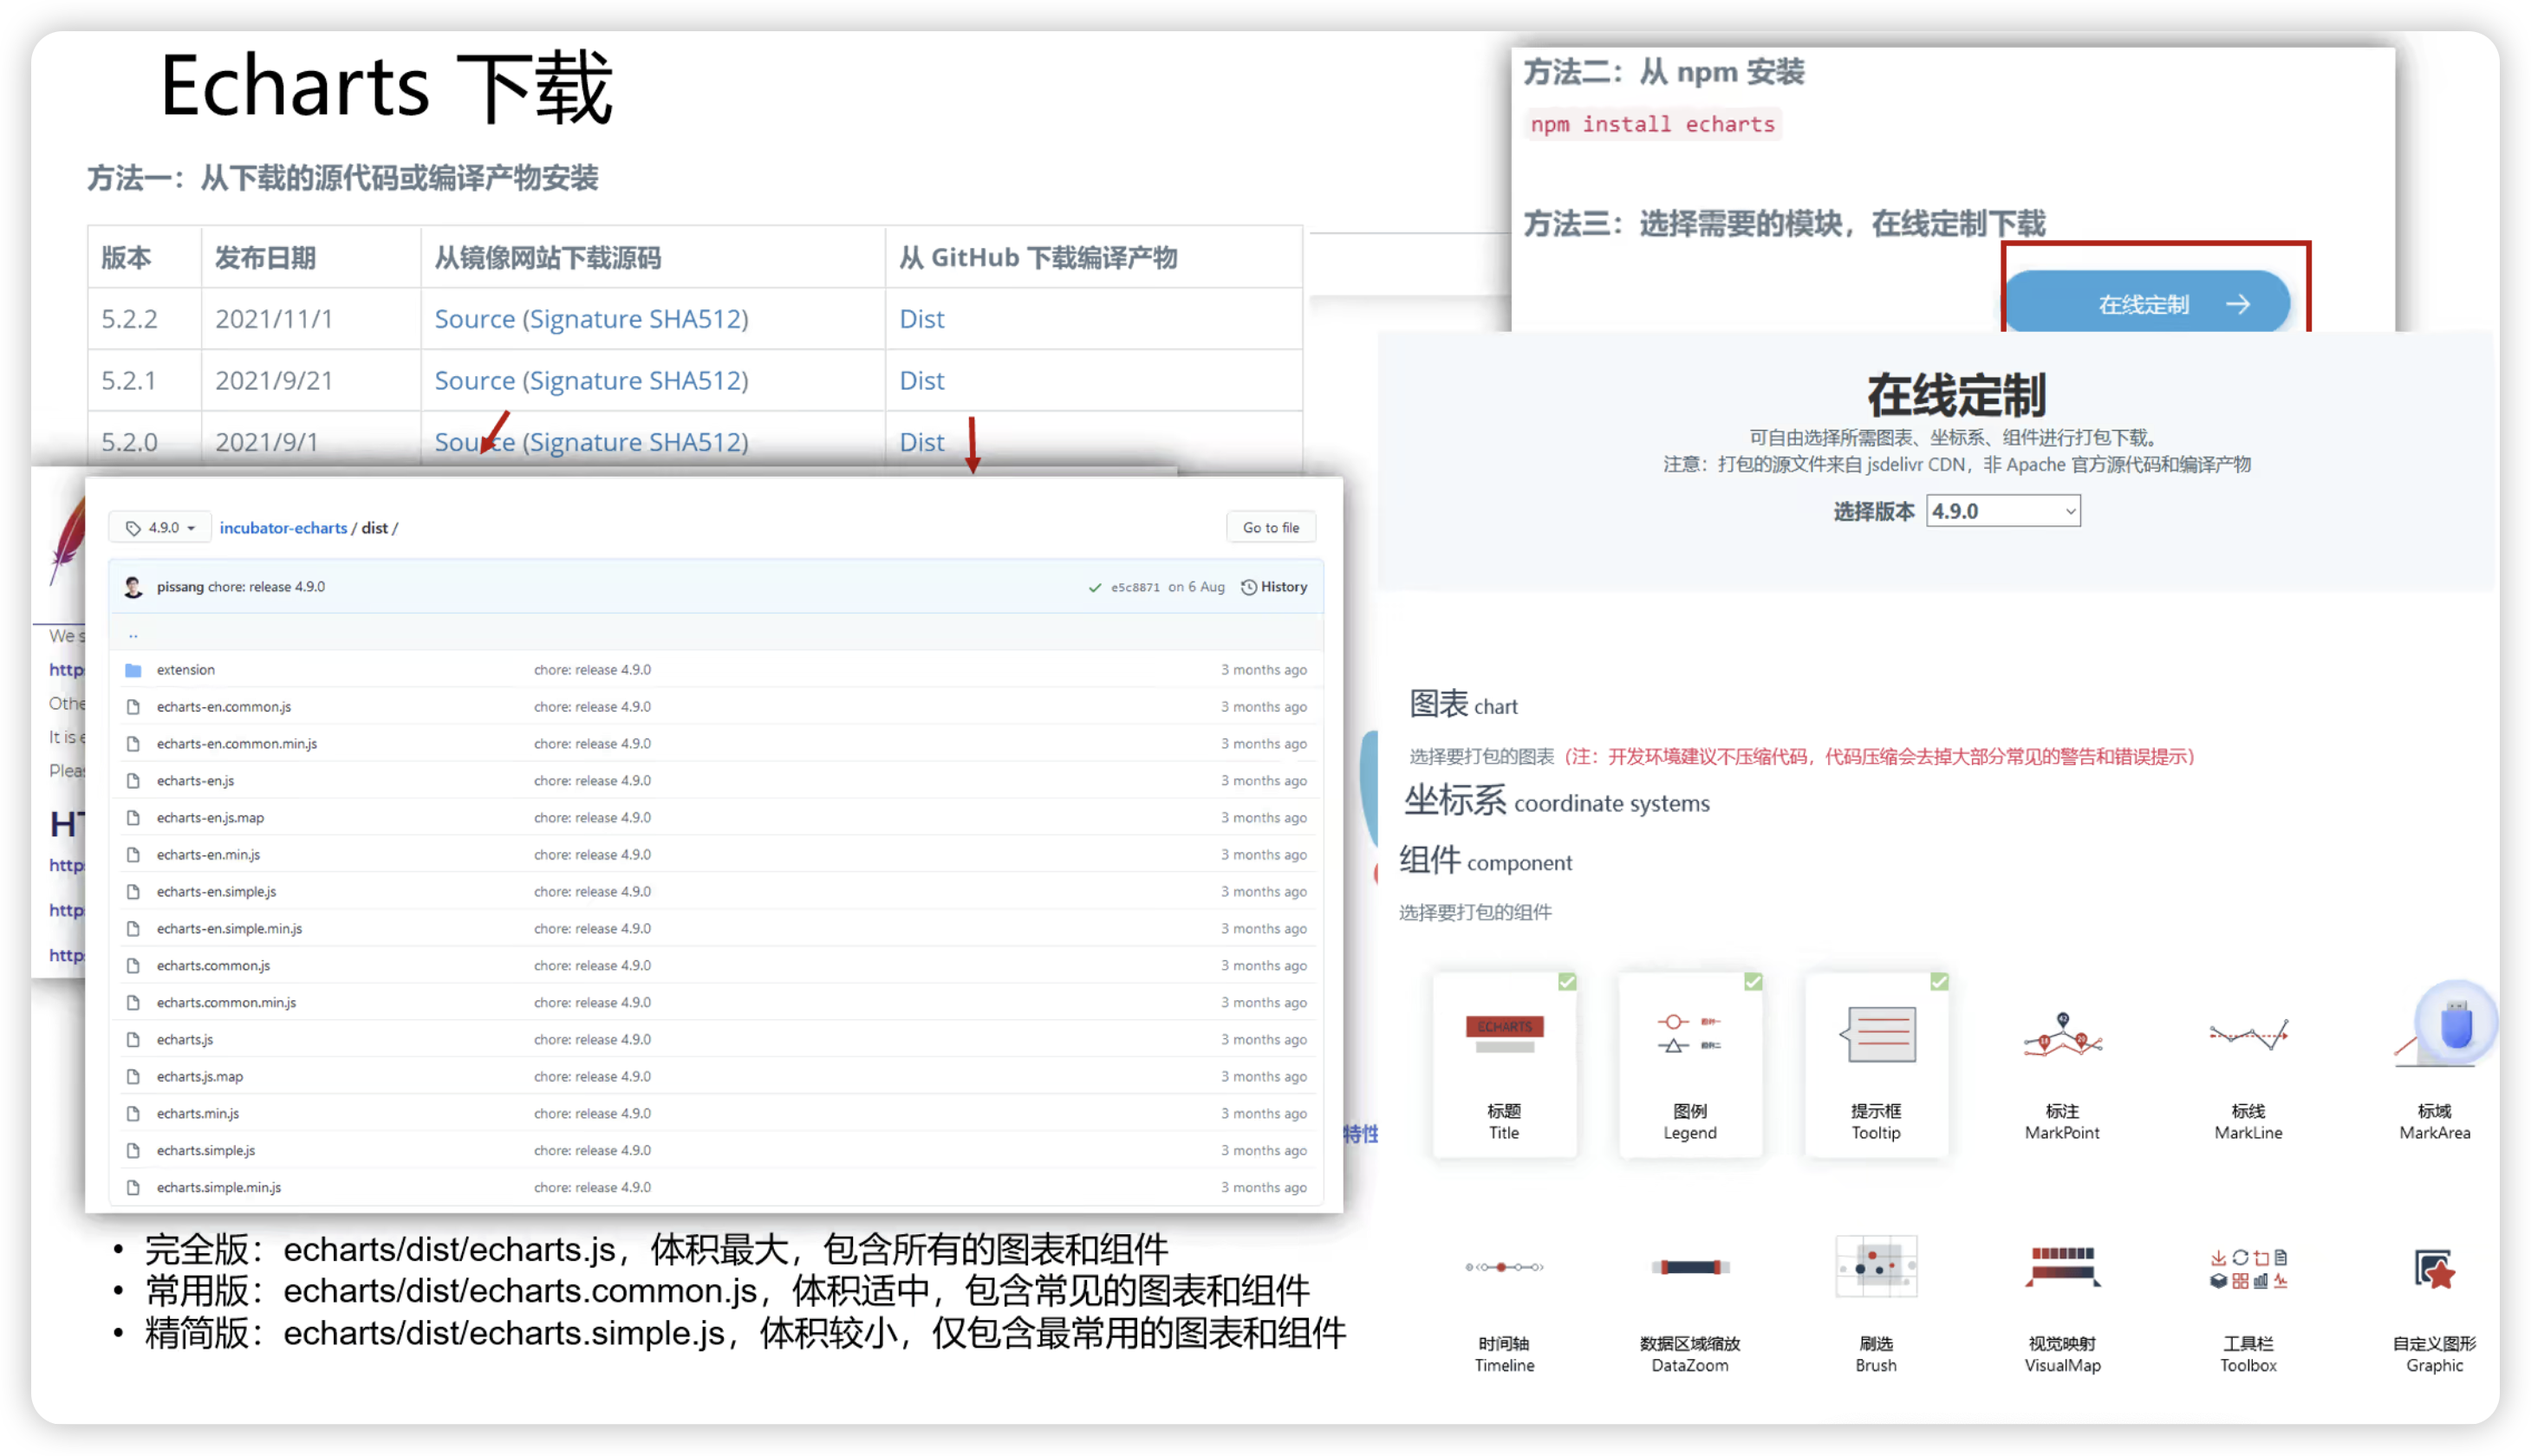 Echarts 下载
方法一：从下载的源代码或编译产物安装
版本 发布日期 从镜像网站下载源码 从 GitHub 下载编译产物
5.2.2 2021/11/1 Source (Signature SHA512) Dist
5.2.1 2021/9/21 Source (Signature SHA512) Dist
5.2.0 2021/9/1 Source (Signature SHA512) Dist
We s
http
Othe
It is e
Plea
HT
http
http
http
4.9.0 incubator-echarts / dist / Go to file
pissang chore: release 4.9.0 e5c8871 on 6 Aug History
..
extension chore: release 4.9.0 3 months ago
echarts-en.common.js chore: release 4.9.0 3 months ago
echarts-en.common.min.js chore: release 4.9.0 3 months ago
echarts-en.js chore: release 4.9.0 3 months ago
echarts-en.js.map chore: release 4.9.0 3 months ago
echarts-en.min.js chore: release 4.9.0 3 months ago
echarts-en.simple.js chore: release 4.9.0 3 months ago
echarts-en.simple.min.js chore: release 4.9.0 3 months ago
echarts.common.js chore: release 4.9.0 3 months ago
echarts.common.min.js chore: release 4.9.0 3 months ago
echarts.js chore: release 4.9.0 3 months ago
echarts.js.map chore: release 4.9.0 3 months ago
echarts.min.js chore: release 4.9.0 3 months ago
echarts.simple.js chore: release 4.9.0 3 months ago
echarts.simple.min.js chore: release 4.9.0 3 months ago
特性
• 完全版：echarts/dist/echarts.js，体积最大，包含所有的图表和组件
• 常用版：echarts/dist/echarts.common.js，体积适中，包含常见的图表和组件
• 精简版：echarts/dist/echarts.simple.js，体积较小，仅包含最常用的图表和组件
方法二：从 npm 安装
npm install echarts
方法三：选择需要的模块，在线定制下载
在线定制 →
在线定制
可自由选择所需图表、坐标系、组件进行打包下载。
注意：打包的源文件来自 jsdelivr CDN，非 Apache 官方源代码和编译产物
选择版本 4.9.0
图表 chart
选择要打包的图表（注：开发环境建议不压缩代码，代码压缩会去掉大部分常见的警告和错误提示）
坐标系 coordinate systems
组件 component
选择要打包的组件
ECHARTS
标题 图例 提示框 标注 标线 标域
Title Legend Tooltip MarkPoint MarkLine MarkArea
时间轴 数据区域缩放 刷选 视觉映射 工具栏 自定义图形
Timeline DataZoom Brush VisualMap Toolbox Graphic